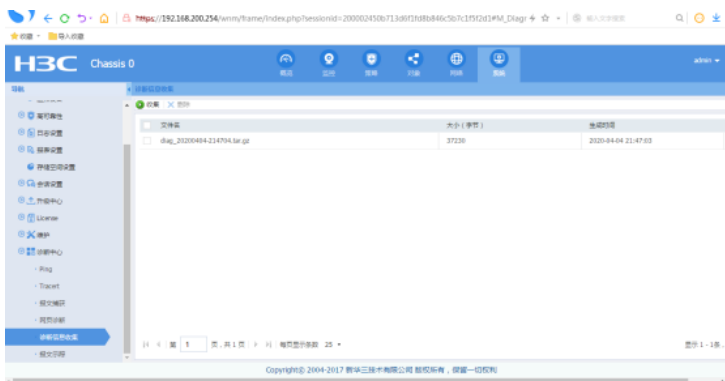 https://192.168.200.254/wnm/frame/index.php?sessionid=200002450b713d6f1fd8b846c5b7c1f5f2d1#M_Diagr
收藏
导入收藏
H3C Chassis 0
概览 监控 策略 对象 网络 系统
admin
导航
诊断信息收集
收集 删除
高可靠性
日志设置
报表设置
存储空间设置
会话设置
升级中心
License
维护
诊断中心
Ping
Tracert
报文捕获
网页诊断
诊断信息收集
报文示踪
文件名 大小(字节) 生成时间
diag_20200404-214704.tar.gz 37230 2020-04-04 21:47:03
第 1 页,共1页 每页显示条数 25
显示 1 - 1条,
Copyright© 2004-2017 新华三技术有限公司 版权所有,保留一切权利